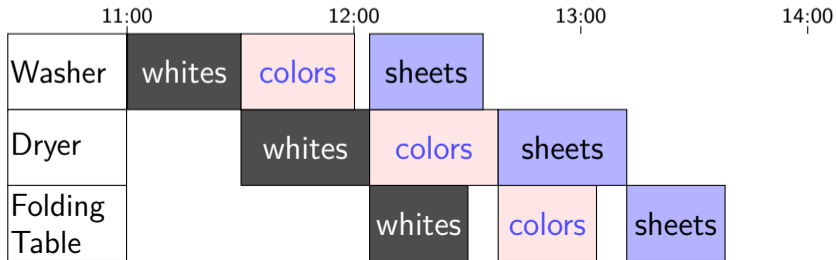 11:00 12:00 13:00 14:00
Washer whites colors sheets
Dryer whites colors sheets
Folding
Table whites colors sheets